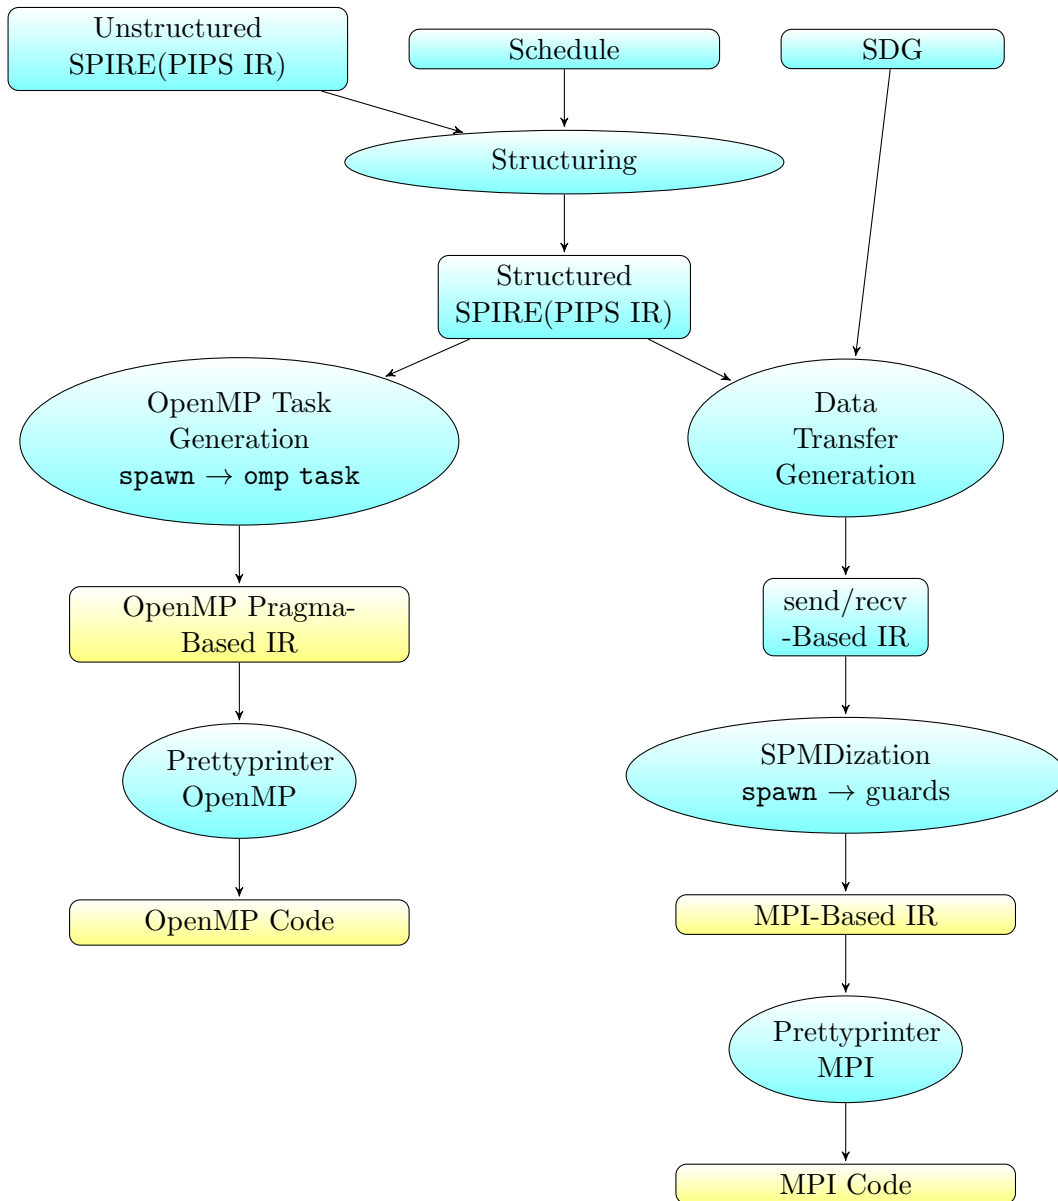 Unstructured
SPIRE(PIPS IR)
Schedule
SDG
Structuring
Structured
SPIRE(PIPS IR)
OpenMP Task
Generation
spawn → omp task
Data
Transfer
Generation
OpenMP Pragma-
Based IR
send/recv
-Based IR
Prettyprinter
OpenMP
SPMDization
spawn → guards
OpenMP Code
MPI-Based IR
Prettyprinter
MPI
MPI Code